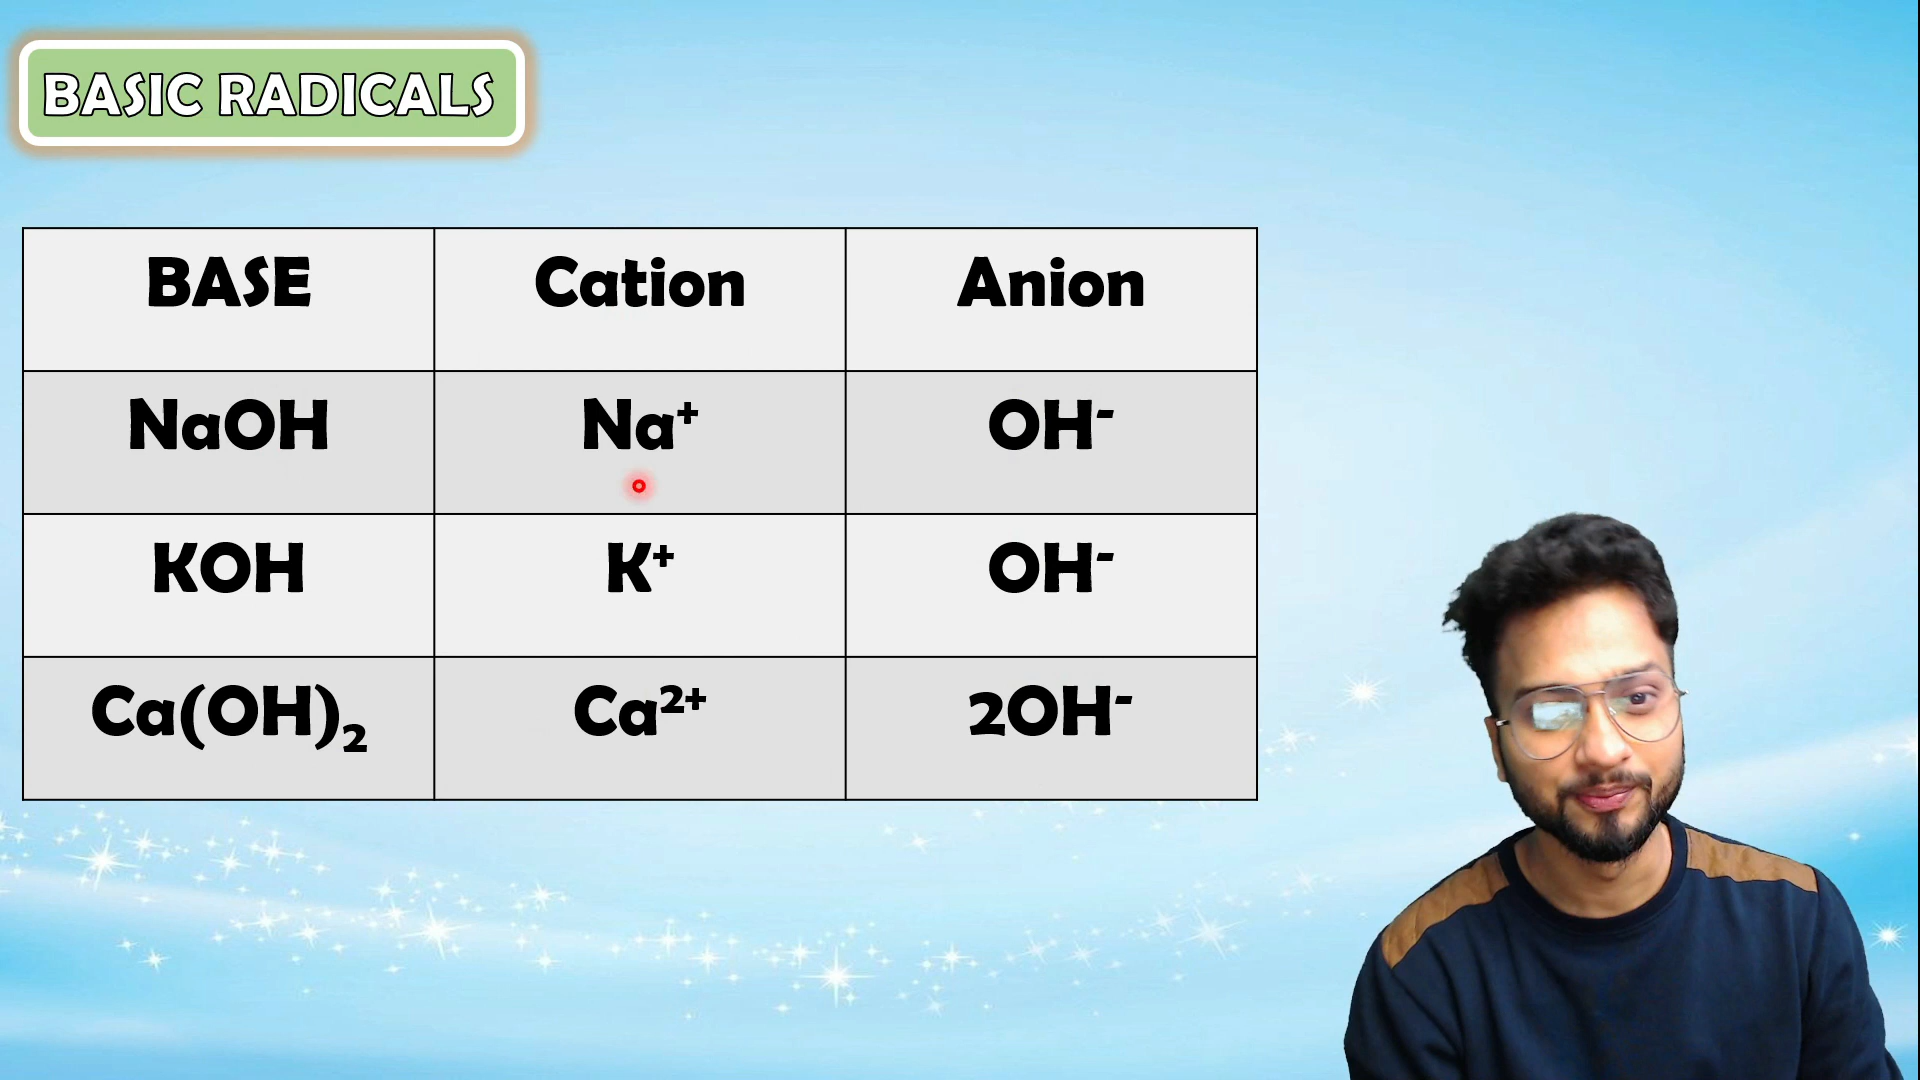 BASIC RADICALS
BASE Cation Anion
NaOH Na⁺ OH⁻
KOH K⁺ OH⁻
Ca(OH)₂ Ca²⁺ 2OH⁻